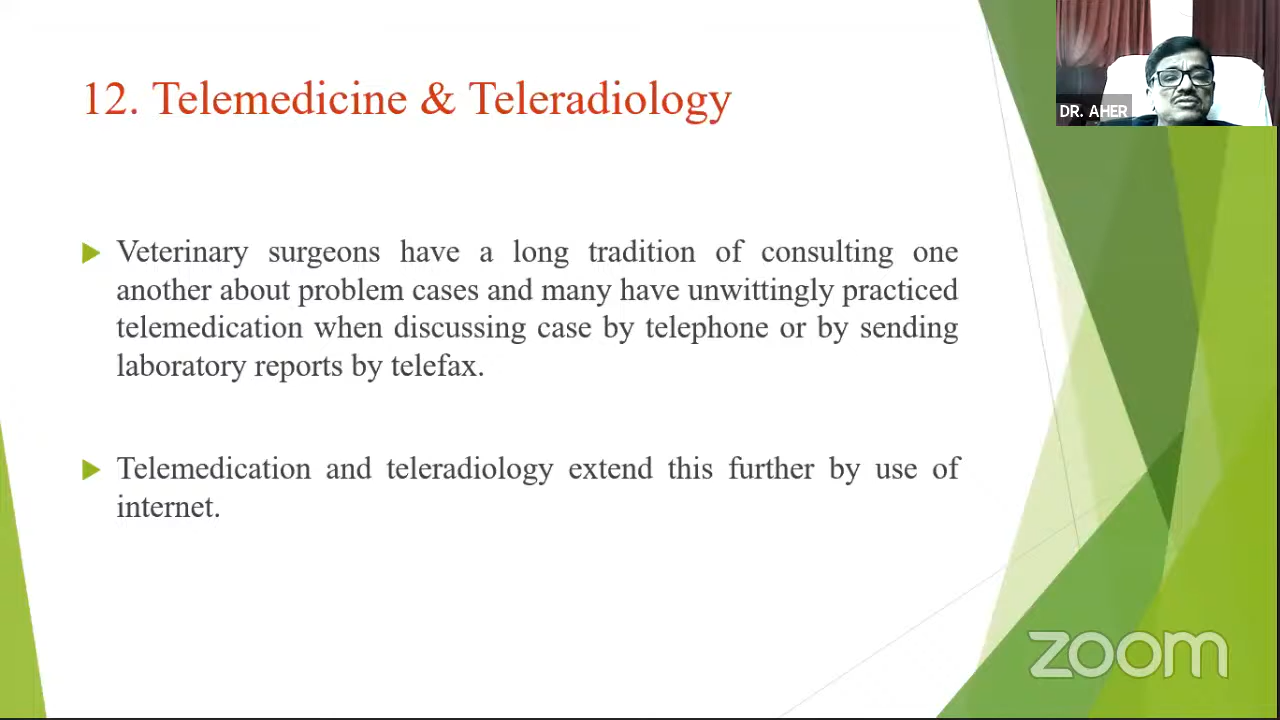 12. Telemedicine & Teleradiology
DR. AHER
Veterinary surgeons have a long tradition of consulting one
another about problem cases and many have unwittingly practiced
telemedication when discussing case by telephone or by sending
laboratory reports by telefax.
Telemedication and teleradiology extend this further by use of
internet.
zoom